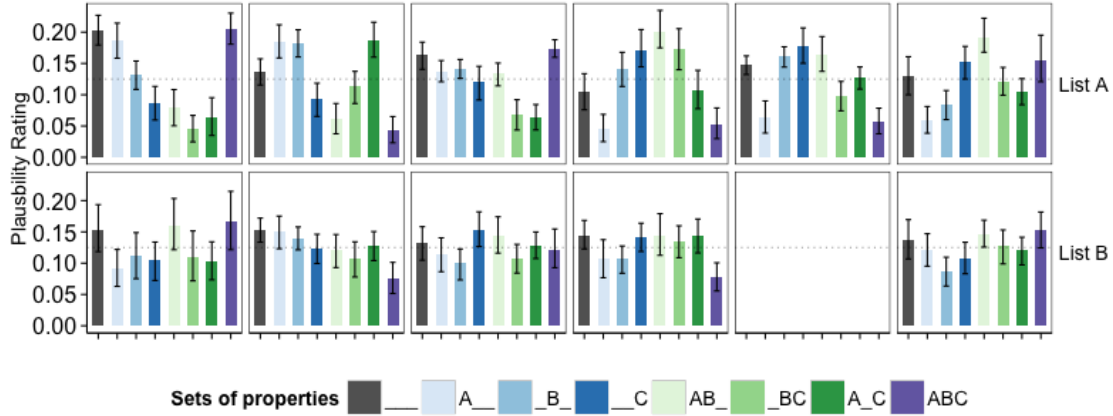 0.20
0.15
0.10
0.05
0.00
List A
Plausbility Rating
0.20
0.15
0.10
0.05
0.00
List B
Sets of properties ___ A__ _B_ __C AB_ _BC A_C ABC